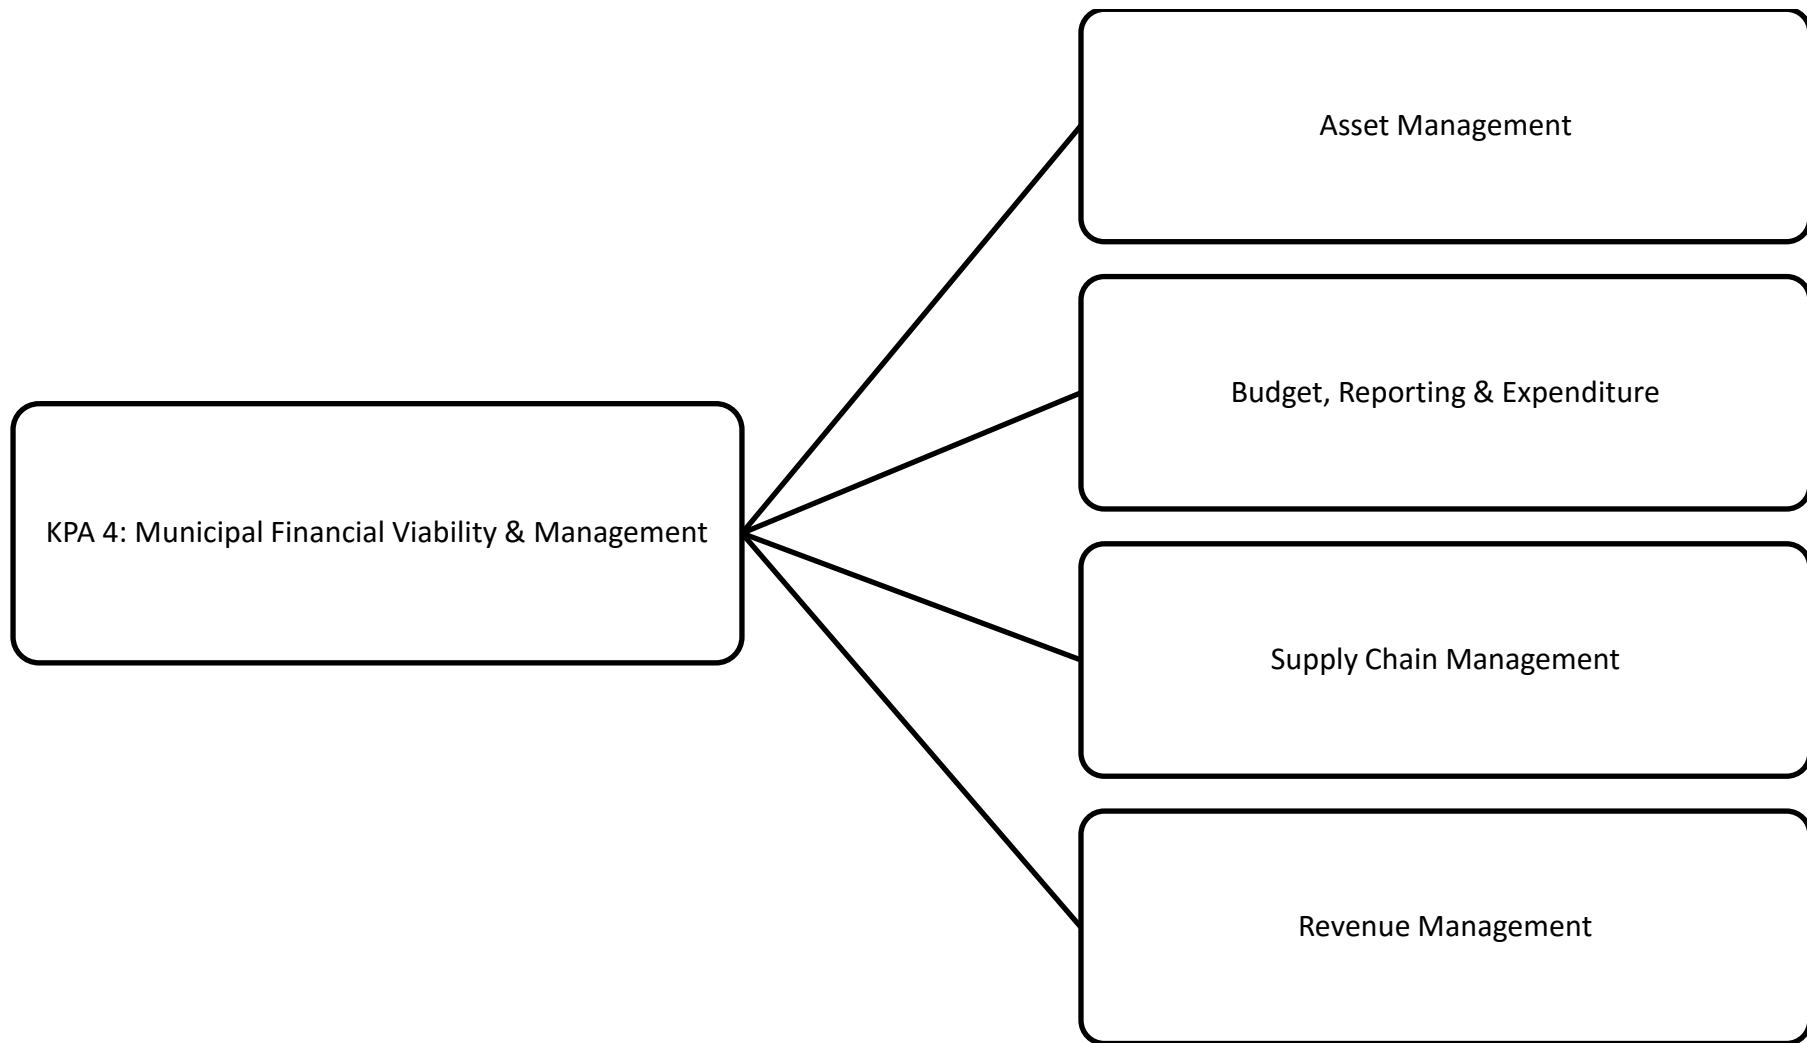 Asset Management
Budget, Reporting & Expenditure
KPA 4: Municipal Financial Viability & Management
Supply Chain Management
Revenue Management